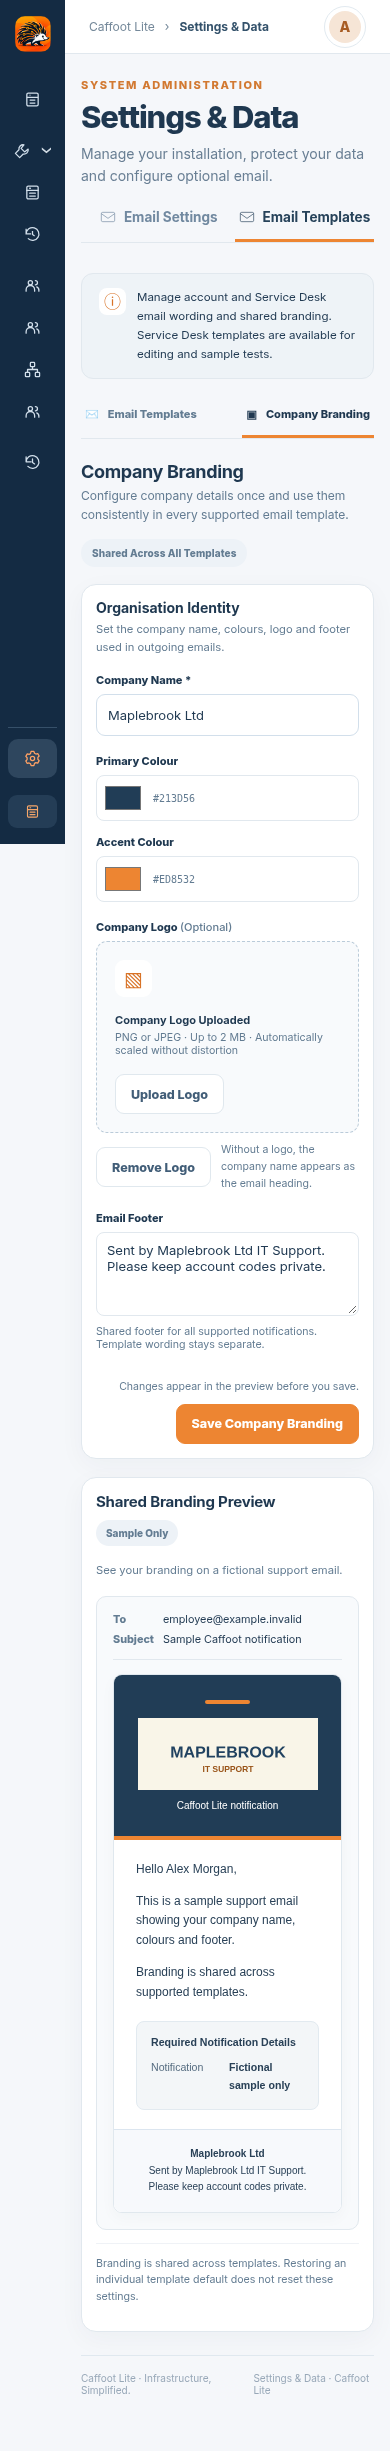 Caffoot Lite › Settings & Data
A
SYSTEM ADMINISTRATION
Settings & Data
Manage your installation, protect your data
and configure optional email.
Email Settings
Email Templates
Manage account and Service Desk
email wording and shared branding.
Service Desk templates are available for
editing and sample tests.
Email Templates
Company Branding
Company Branding
Configure company details once and use them
consistently in every supported email template.
Shared Across All Templates
Organisation Identity
Set the company name, colours, logo and footer
used in outgoing emails.
Company Name *
Maplebrook Ltd
Primary Colour
#213D56
Accent Colour
#ED8532
Company Logo (Optional)
Company Logo Uploaded
PNG or JPEG · Up to 2 MB · Automatically
scaled without distortion
Upload Logo
Remove Logo
Without a logo, the
company name appears as
the email heading.
Email Footer
Sent by Maplebrook Ltd IT Support.
Please keep account codes private.
Shared footer for all supported notifications.
Template wording stays separate.
Changes appear in the preview before you save.
Save Company Branding
Shared Branding Preview
Sample Only
See your branding on a fictional support email.
To employee@example.invalid
Subject Sample Caffoot notification
MAPLEBROOK
IT SUPPORT
Caffoot Lite notification
Hello Alex Morgan,
This is a sample support email
showing your company name,
colours and footer.
Branding is shared across
supported templates.
Required Notification Details
Notification Fictional
sample only
Maplebrook Ltd
Sent by Maplebrook Ltd IT Support.
Please keep account codes private.
Branding is shared across templates. Restoring an
individual template default does not reset these
settings.
Caffoot Lite · Infrastructure,
Simplified.
Settings & Data · Caffoot
Lite